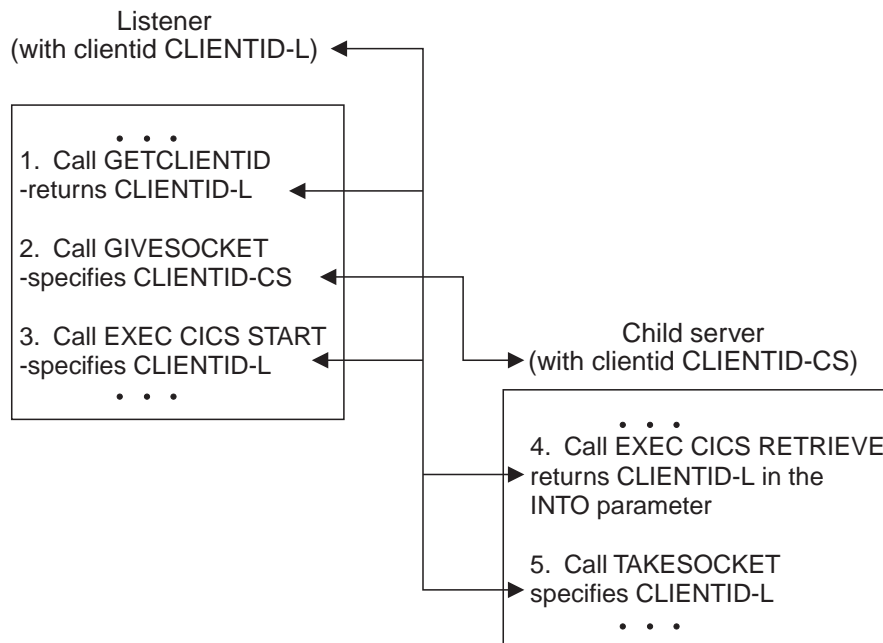 Listener
(with clientid CLIENTID-L)
. . .
1. Call GETCLIENTID
-returns CLIENTID-L
2. Call GIVESOCKET
-specifies CLIENTID-CS
3. Call EXEC CICS START
-specifies CLIENTID-L
. . .
Child server
(with clientid CLIENTID-CS)
. . .
4. Call EXEC CICS RETRIEVE
returns CLIENTID-L in the
INTO parameter
5. Call TAKESOCKET
specifies CLIENTID-L
. . .